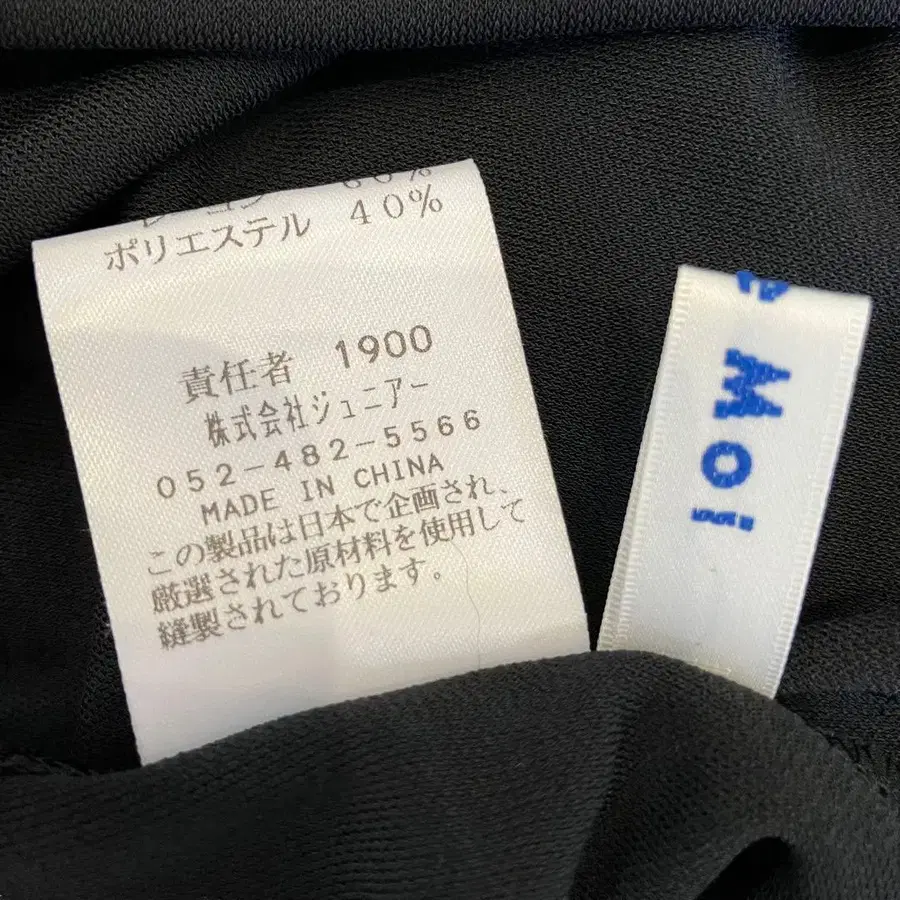 ポリエステル 40%
責任者 1900
株式会社ジュニアー
052-482-5566
MADE IN CHINA
この製品は日本で企画され、
厳選された原材料を使用して
縫製されております。
Moi